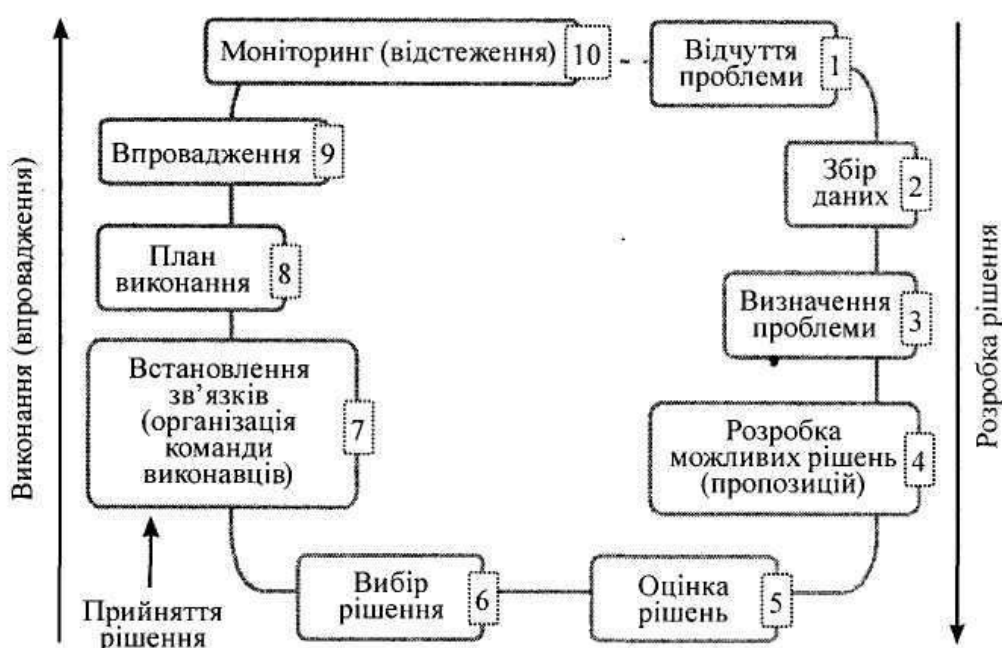 Моніторинг (відстеження)
10
Відчуття
проблеми
1
Збір
даних
2
Визначення
проблеми
3
Розробка
можливих рішень
(пропозицій)
4
Оцінка
рішень
5
Вибір
рішення
6
Встановлення
зв’язків
(організація
команди
виконавців)
7
План
виконання
8
Впровадження
9
Прийняття
рішення
Виконання (впровадження)
Розробка рішення